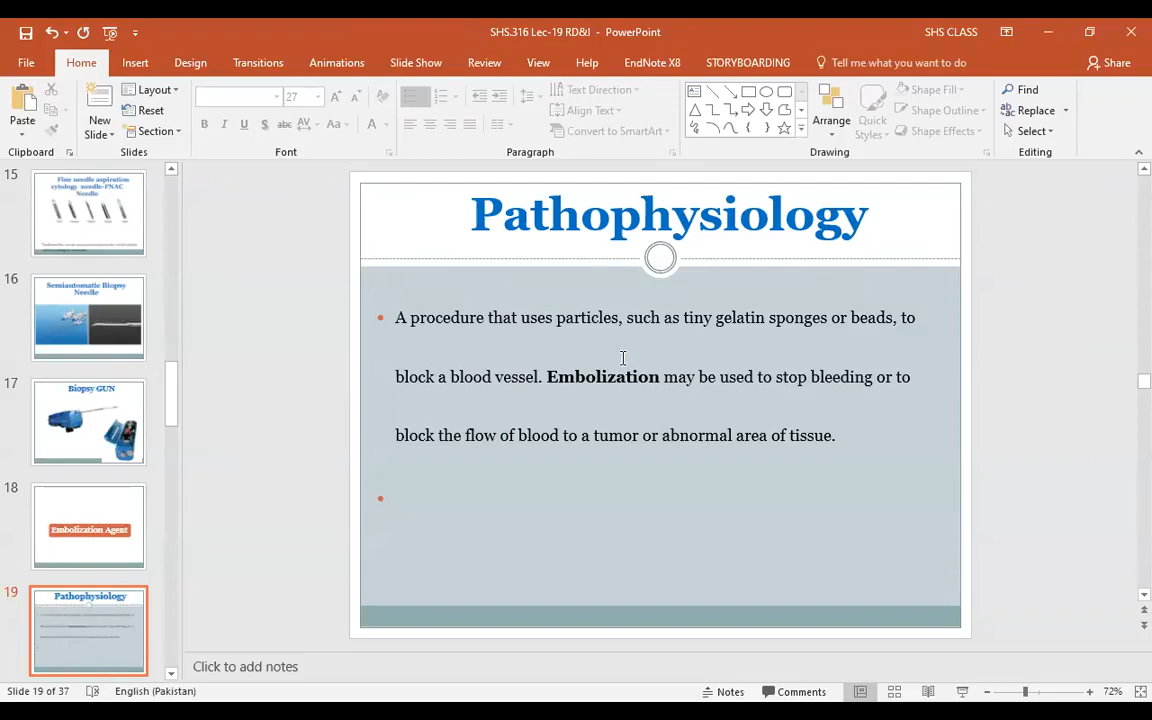 SHS.316 Lec-19 RD&I - PowerPoint
SHS CLASS
File Home Insert Design Transitions Animations Slide Show Review View Help EndNote X8 STORYBOARDING Tell me what you want to do Share
Paste
Clipboard
New Slide
Layout
Reset
Section
Slides
27
B I U S abc AV Aa A
Font
Text Direction
Align Text
Convert to SmartArt
Paragraph
Arrange
Quick Styles
Shape Fill
Shape Outline
Shape Effects
Drawing
Find
Replace
Select
Editing
15
Fine needle aspiration
cytology needle-FNAC
Needle
16
Semiautomatic Biopsy
Needle
17
Biopsy GUN
18
Embolization Agent
19
Pathophysiology
Pathophysiology
• A procedure that uses particles, such as tiny gelatin sponges or beads, to
block a blood vessel. Embolization may be used to stop bleeding or to
block the flow of blood to a tumor or abnormal area of tissue.
•
Click to add notes
Slide 19 of 37 English (Pakistan) Notes Comments 72%